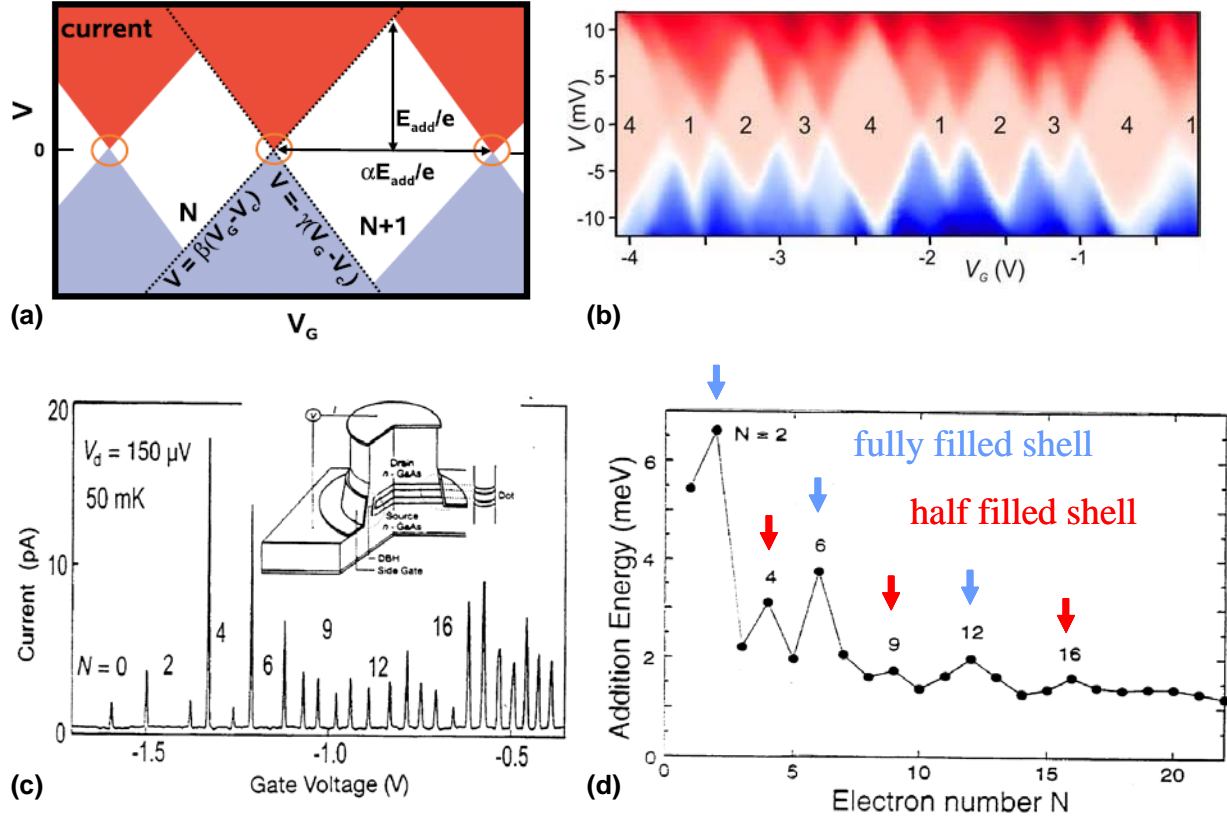 current
V
0
E_add/e
αE_add/e
N
N+1
V = β(V_G-V_c)
V = - γ(V_G -V_c)
(a)
V_G
10
5
0
-5
-10
V (mV)
4 1 2 3 4 1 2 3 4 1
-4 -3 -2 -1
V_G (V)
(b)
20
10
0
Current (pA)
V_d = 150 µV
50 mK
V
I
Drain
n - GaAs
Dot
Source
n - GaAs
DBH
Side Gate
N = 0 2 4 6 9 12 16
-1.5 -1.0 -0.5
Gate Voltage (V)
(c)
6
4
2
0
Addition Energy (meV)
N = 2
fully filled shell
half filled shell
4
6
9
12
16
0 5 10 15 20
Electron number N
(d)